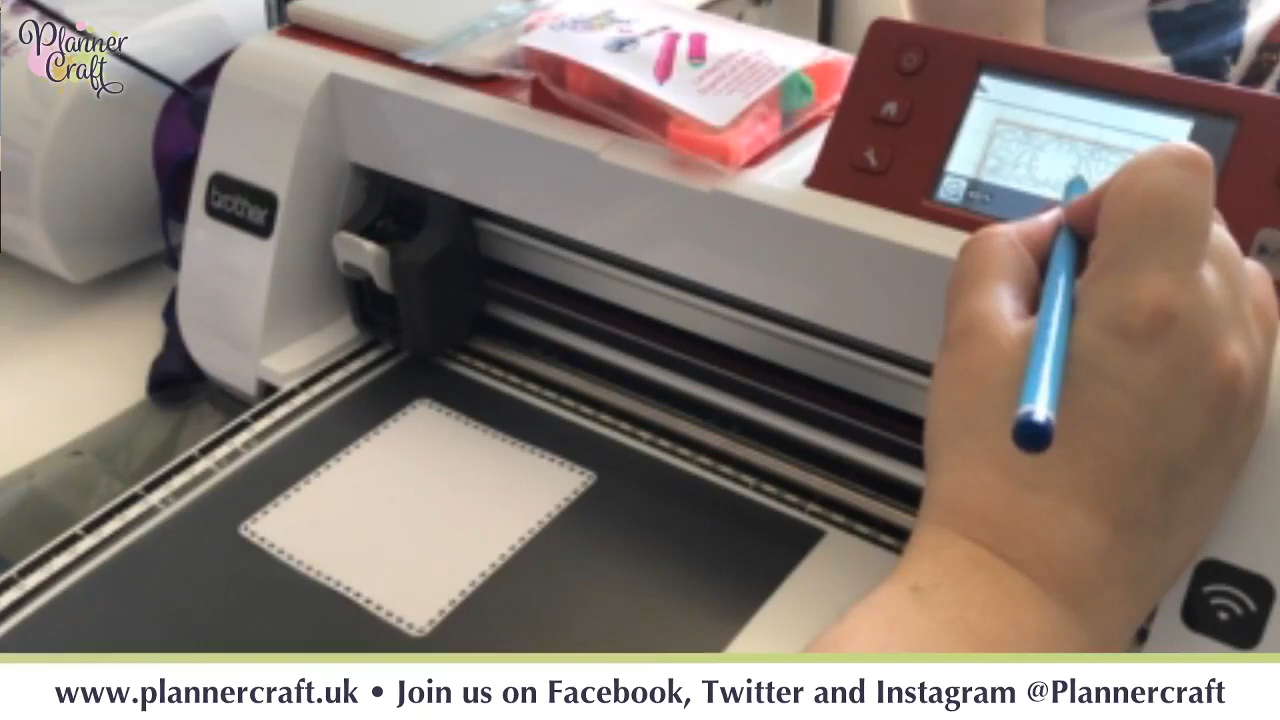 Planner
Craft
brother
www.plannercraft.uk • Join us on Facebook, Twitter and Instagram @Plannercraft